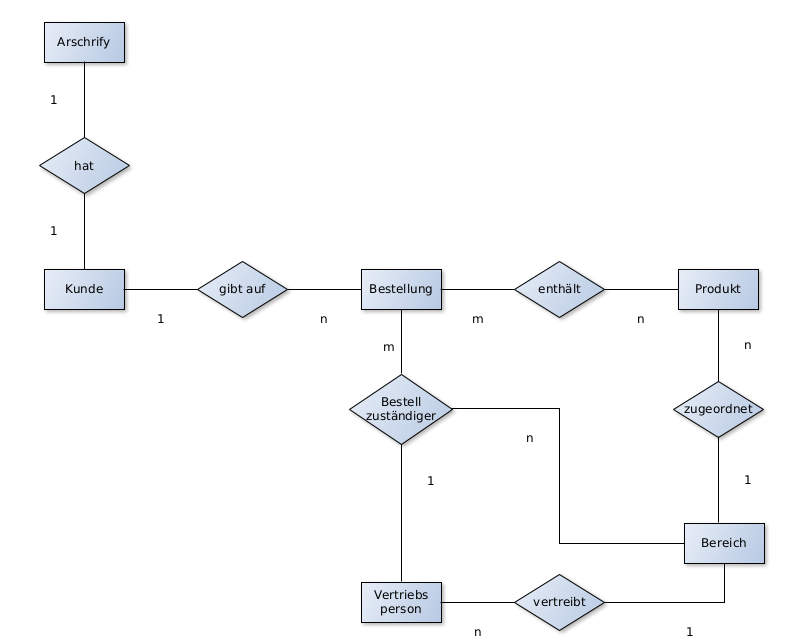 Arschrify
1
hat
1
Kunde
gibt auf
Bestellung
enthält
Produkt
1
n
m
n
m
n
Bestell
zuständiger
zugeordnet
n
1
1
Bereich
Vertriebs
person
vertreibt
n
1